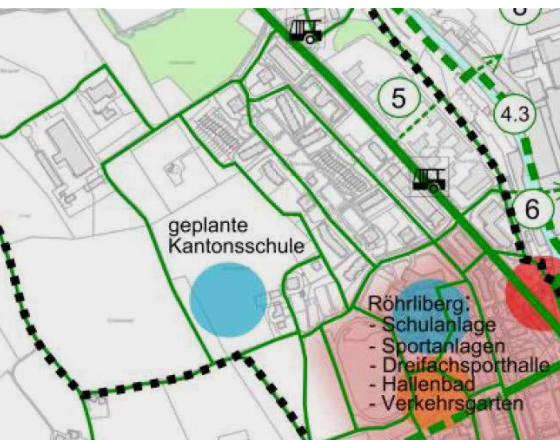 5
4.3
6
geplante
Kantonsschule
Röhrliberg:
- Schulanlage
- Sportanlagen
- Dreifachsporthalle
- Hallenbad
- Verkehrsgarten